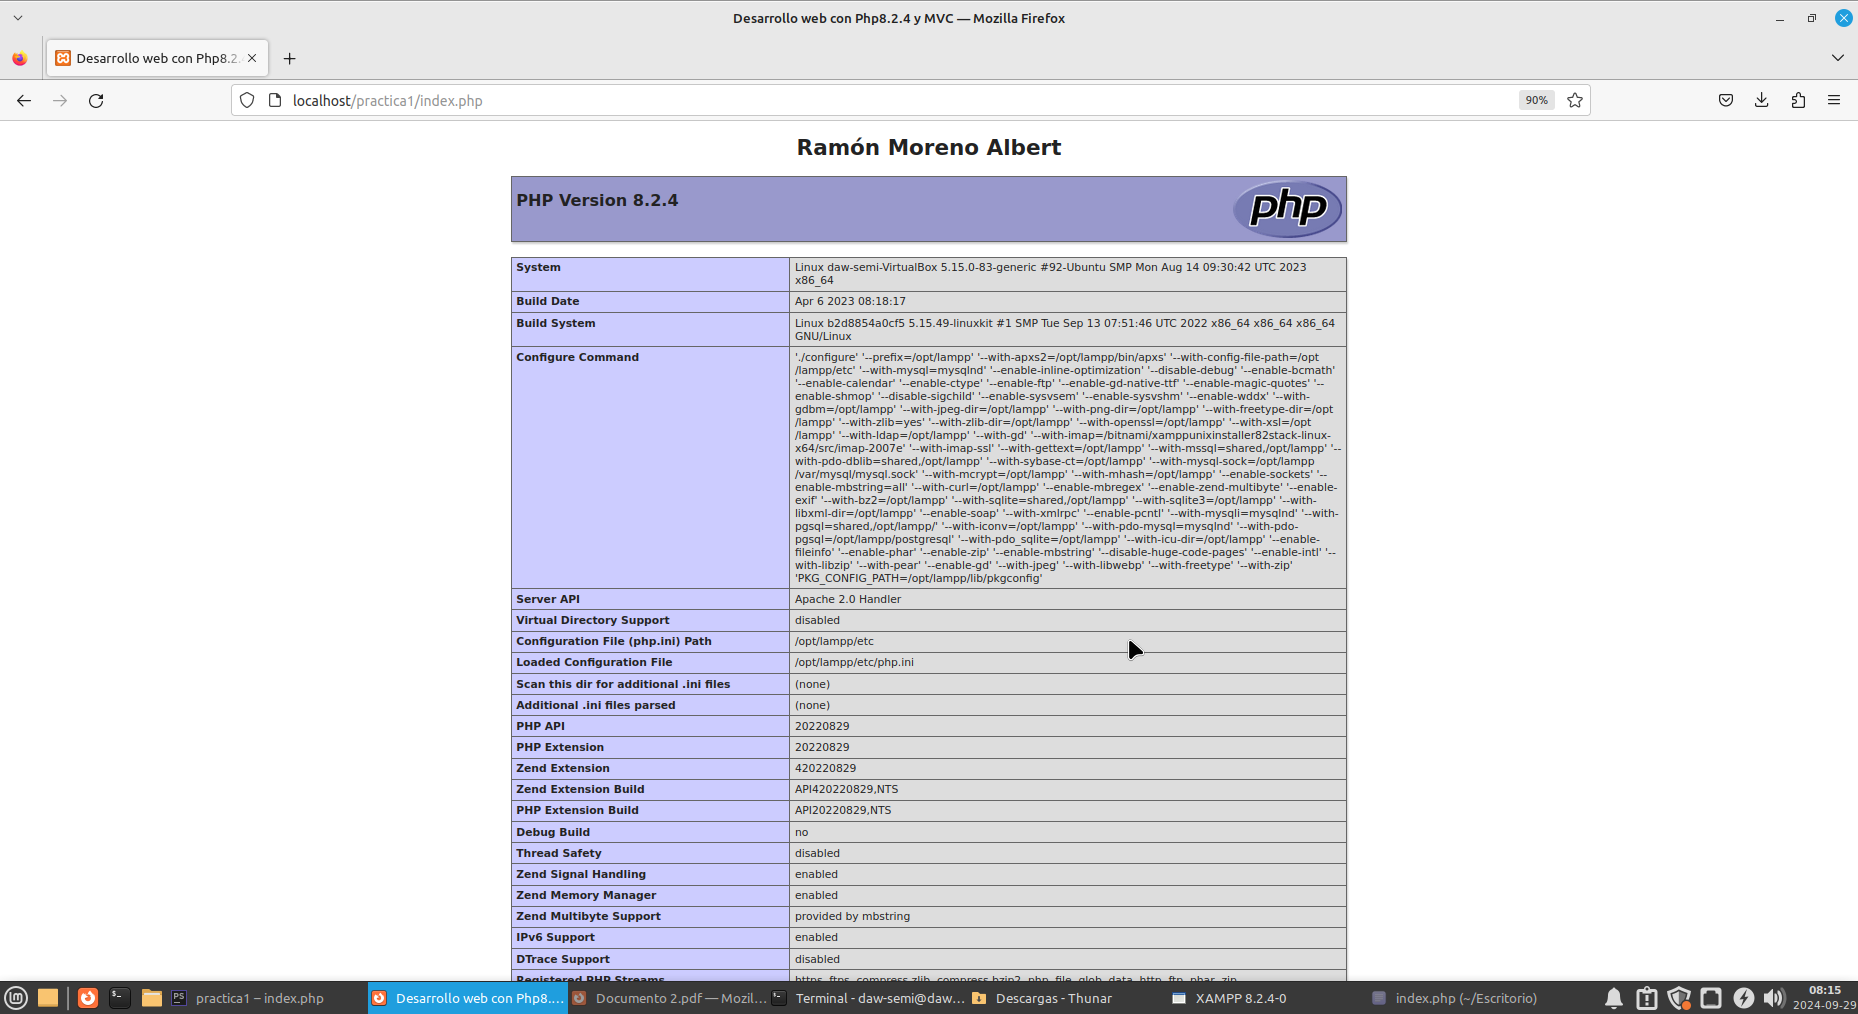 Desarrollo web con Php8.2.4 y MVC — Mozilla Firefox
Desarrollo web con Php8.2.
localhost/practica1/index.php
90%
Ramón Moreno Albert
PHP Version 8.2.4
php
System Linux daw-semi-VirtualBox 5.15.0-83-generic #92-Ubuntu SMP Mon Aug 14 09:30:42 UTC 2023
x86_64
Build Date Apr 6 2023 08:18:17
Build System Linux b2d8854a0cf5 5.15.49-linuxkit #1 SMP Tue Sep 13 07:51:46 UTC 2022 x86_64 x86_64 x86_64
GNU/Linux
Configure Command './configure' '--prefix=/opt/lampp' '--with-apxs2=/opt/lampp/bin/apxs' '--with-config-file-path=/opt
/lampp/etc' '--with-mysql=mysqlnd' '--enable-inline-optimization' '--disable-debug' '--enable-bcmath'
'--enable-calendar' '--enable-ctype' '--enable-ftp' '--enable-gd-native-ttf' '--enable-magic-quotes' '--
enable-shmop' '--disable-sigchild' '--enable-sysvsem' '--enable-sysvshm' '--enable-wddx' '--with-
gdbm=/opt/lampp' '--with-jpeg-dir=/opt/lampp' '--with-png-dir=/opt/lampp' '--with-freetype-dir=/opt
/lampp' '--with-zlib=yes' '--with-zlib-dir=/opt/lampp' '--with-openssl=/opt/lampp' '--with-xsl=/opt
/lampp' '--with-ldap=/opt/lampp' '--with-gd' '--with-imap=/bitnami/xamppunixinstaller82stack-linux-
x64/src/imap-2007e' '--with-imap-ssl' '--with-gettext=/opt/lampp' '--with-mssql=shared,/opt/lampp' '--
with-pdo-dblib=shared,/opt/lampp' '--with-sybase-ct=/opt/lampp' '--with-mysql-sock=/opt/lampp
/var/mysql/mysql.sock' '--with-mcrypt=/opt/lampp' '--with-mhash=/opt/lampp' '--enable-sockets' '--
enable-mbstring=all' '--with-curl=/opt/lampp' '--enable-mbregex' '--enable-zend-multibyte' '--enable-
exif' '--with-bz2=/opt/lampp' '--with-sqlite=shared,/opt/lampp' '--with-sqlite3=/opt/lampp' '--with-
libxml-dir=/opt/lampp' '--enable-soap' '--with-xmlrpc' '--enable-pcntl' '--with-mysqli=mysqlnd' '--with-
pgsql=shared,/opt/lampp/' '--with-iconv=/opt/lampp' '--with-pdo-mysql=mysqlnd' '--with-pdo-
pgsql=/opt/lampp/postgresql' '--with-pdo_sqlite=/opt/lampp' '--with-icu-dir=/opt/lampp' '--enable-
fileinfo' '--enable-phar' '--enable-zip' '--enable-mbstring' '--disable-huge-code-pages' '--enable-intl' '--
with-libzip' '--with-pear' '--enable-gd' '--with-jpeg' '--with-libwebp' '--with-freetype' '--with-zip'
'PKG_CONFIG_PATH=/opt/lampp/lib/pkgconfig'
Server API Apache 2.0 Handler
Virtual Directory Support disabled
Configuration File (php.ini) Path /opt/lampp/etc
Loaded Configuration File /opt/lampp/etc/php.ini
Scan this dir for additional .ini files (none)
Additional .ini files parsed (none)
PHP API 20220829
PHP Extension 20220829
Zend Extension 420220829
Zend Extension Build API420220829,NTS
PHP Extension Build API20220829,NTS
Debug Build no
Thread Safety disabled
Zend Signal Handling enabled
Zend Memory Manager enabled
Zend Multibyte Support provided by mbstring
IPv6 Support enabled
DTrace Support disabled
Registered PHP Streams https, ftps, compress.zlib, compress.bzip2, php, file, glob, data, http, ftp, phar, zip
PS practica1 – index.php
Desarrollo web con Php8....
Documento 2.pdf — Mozil...
Terminal - daw-semi@daw...
Descargas - Thunar
XAMPP 8.2.4-0
index.php (~/Escritorio)
08:15
2024-09-29